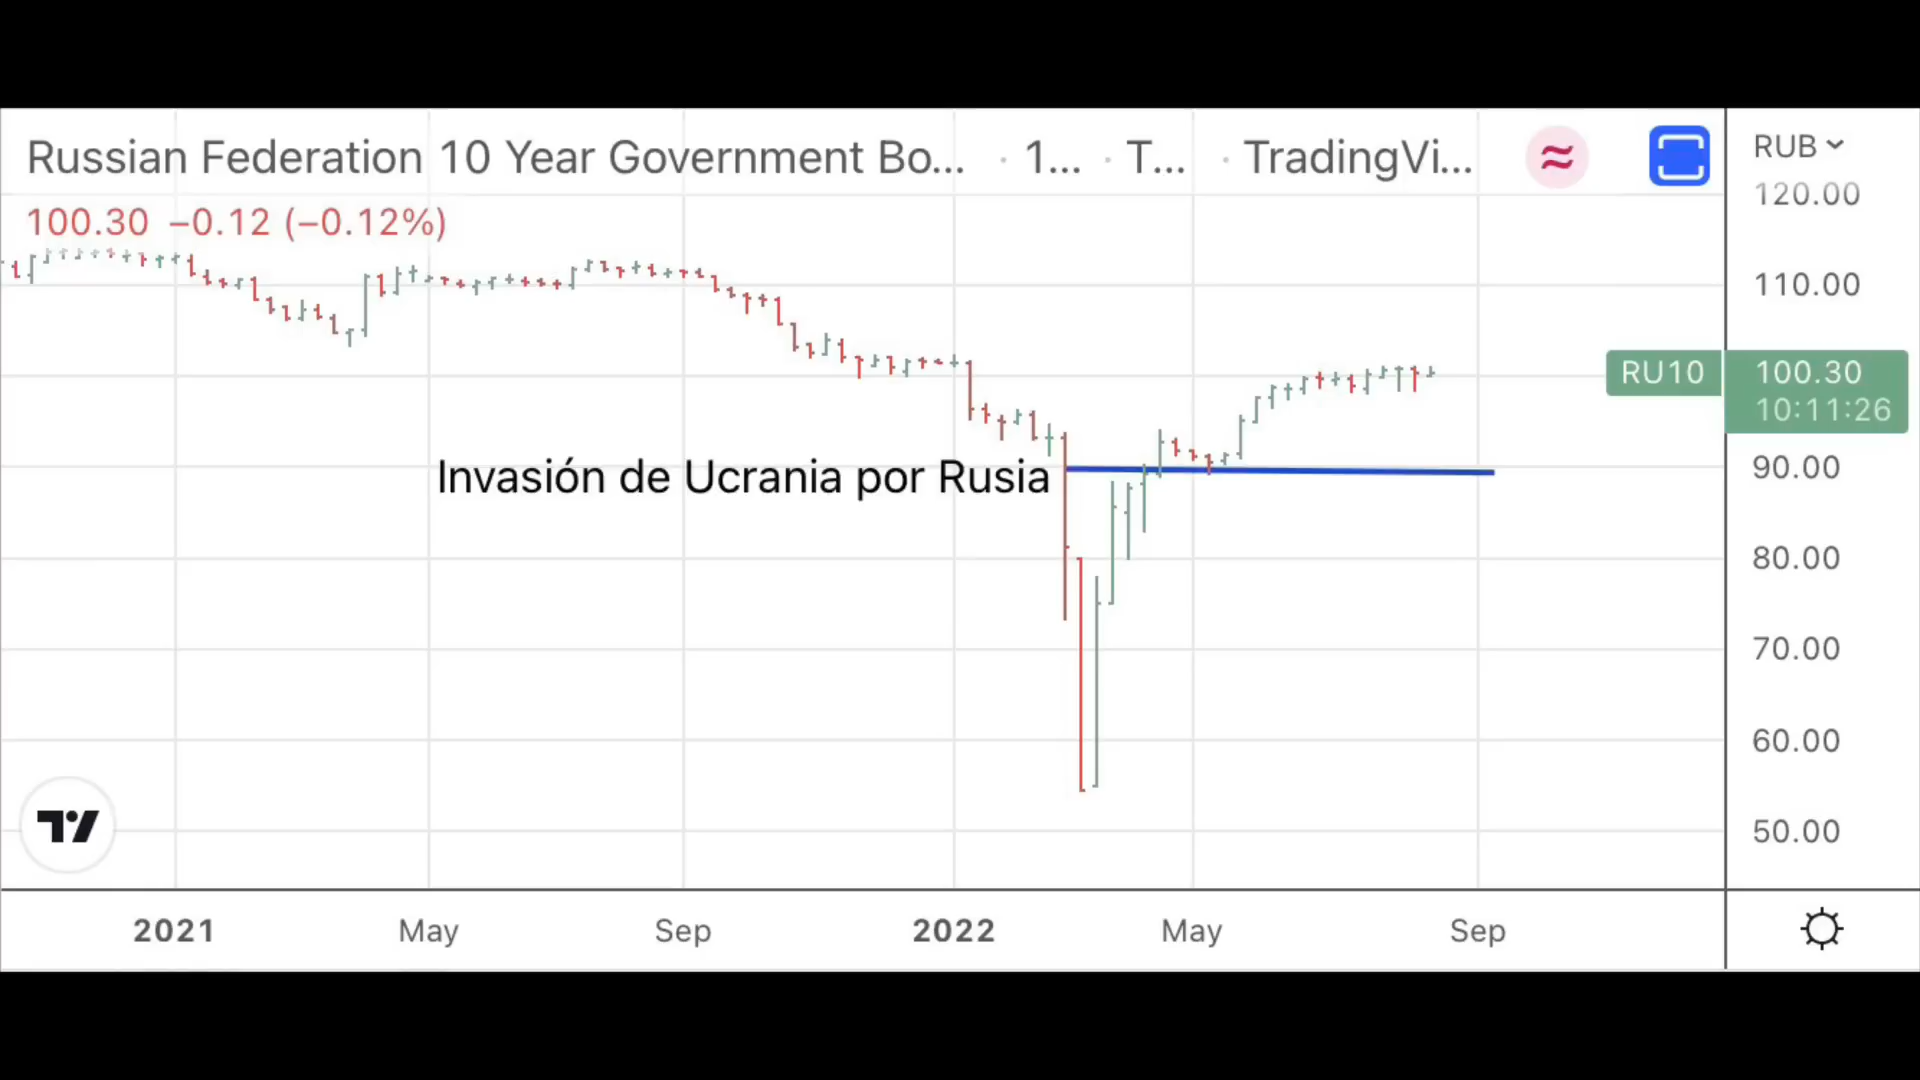 Russian Federation 10 Year Government Bo... · 1... · T... · TradingVi...
RUB
100.30 −0.12 (−0.12%)
120.00
110.00
RU10 100.30
10:11:26
Invasión de Ucrania por Rusia
90.00
80.00
70.00
60.00
50.00
2021 May Sep 2022 May Sep